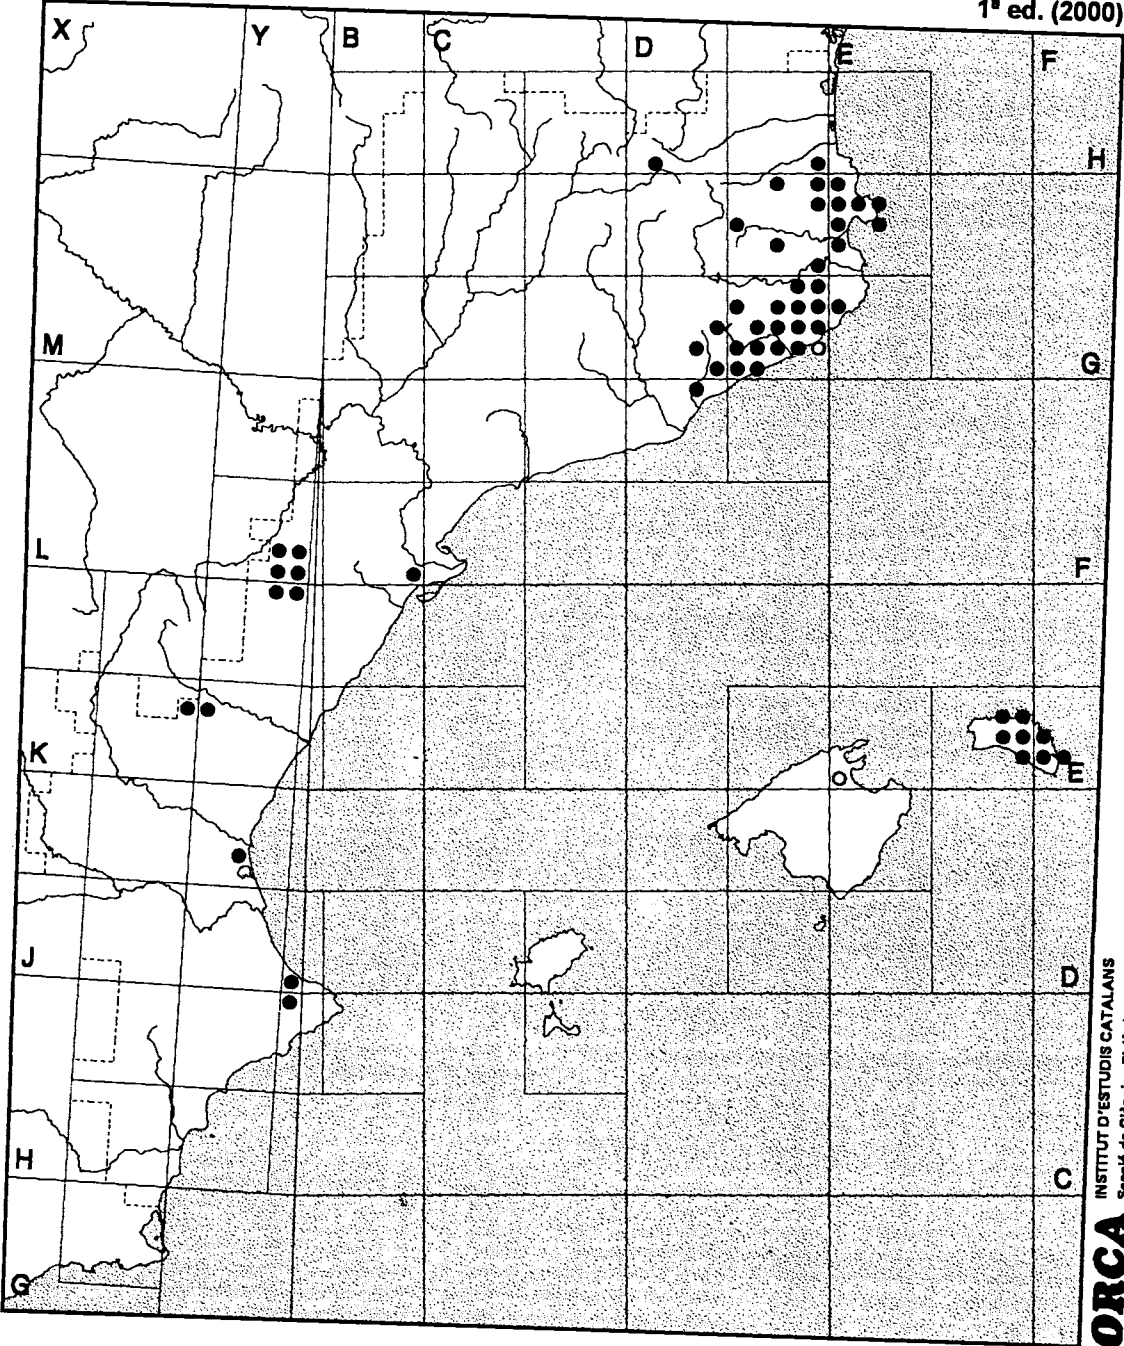 1ª ed. (2000)
X Y B C D E F
H
M G
L F
K E
J D
H C
G
INSTITUT D'ESTUDIS CATALANS
ORCA